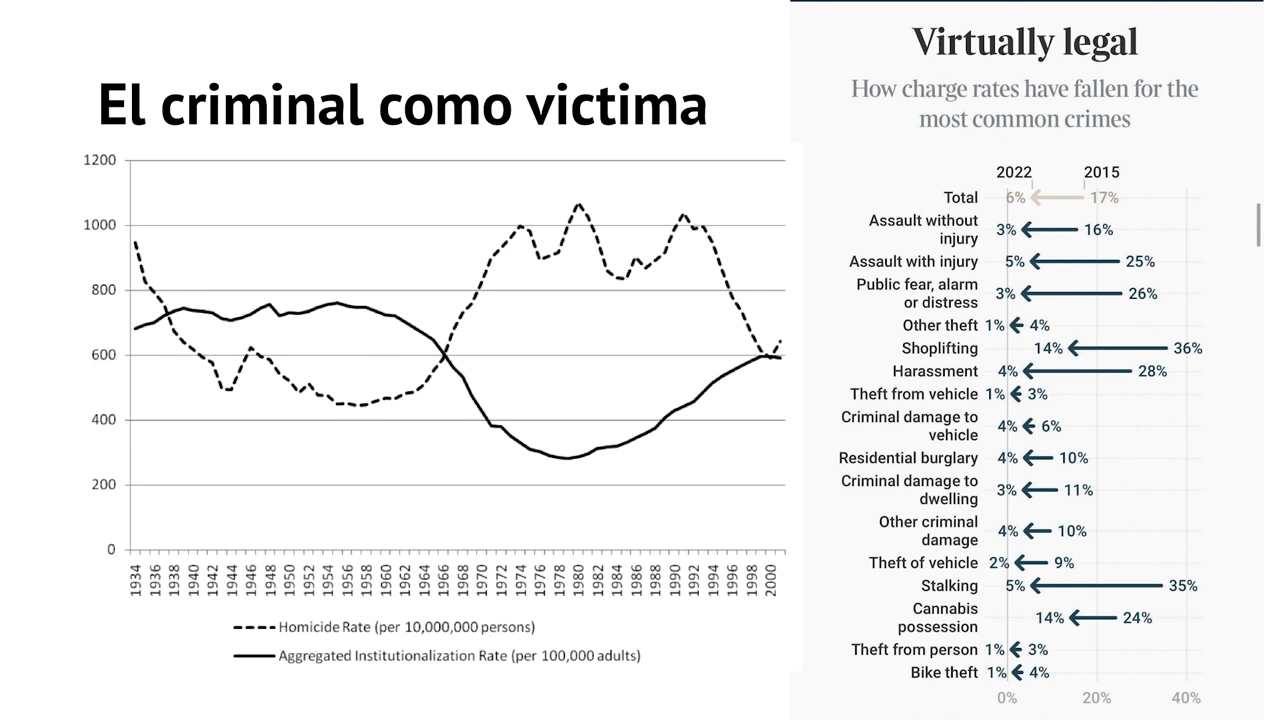 El criminal como victima
1200
1000
800
600
400
200
0
1934
1936
1938
1940
1942
1944
1946
1948
1950
1952
1954
1956
1958
1960
1962
1964
1966
1968
1970
1972
1974
1976
1978
1980
1982
1984
1986
1988
1990
1992
1994
1996
1998
2000
Homicide Rate (per 10,000,000 persons)
Aggregated Institutionalization Rate (per 100,000 adults)
Virtually legal
How charge rates have fallen for the
most common crimes
2022 2015
Total 6% 17%
Assault without
injury 3% 16%
Assault with injury 5% 25%
Public fear, alarm
or distress 3% 26%
Other theft 1% 4%
Shoplifting 14% 36%
Harassment 4% 28%
Theft from vehicle 1% 3%
Criminal damage to
vehicle 4% 6%
Residential burglary 4% 10%
Criminal damage to
dwelling 3% 11%
Other criminal
damage 4% 10%
Theft of vehicle 2% 9%
Stalking 5% 35%
Cannabis
possession 14% 24%
Theft from person 1% 3%
Bike theft 1% 4%
0% 20% 40%